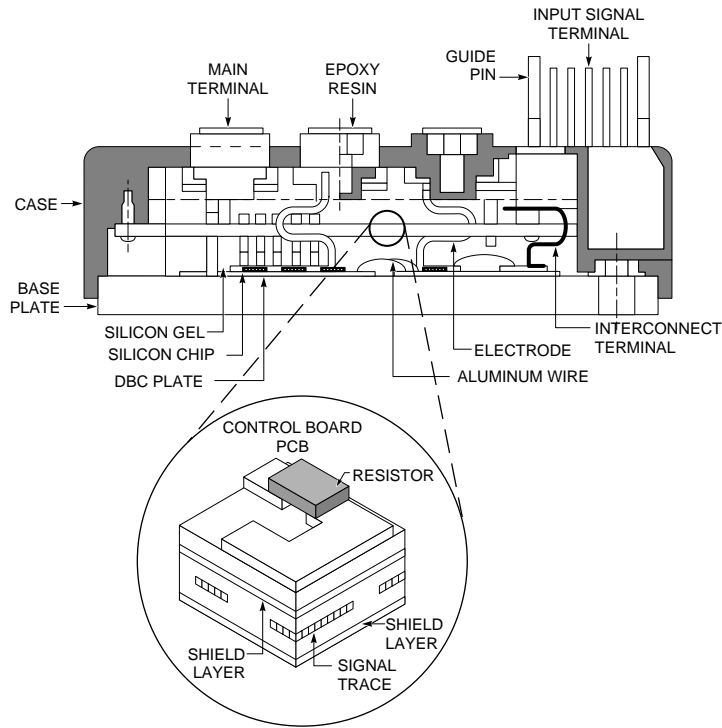 INPUT SIGNAL
TERMINAL
GUIDE
PIN
MAIN
TERMINAL
EPOXY
RESIN
CASE
BASE
PLATE
SILICON GEL
SILICON CHIP
DBC PLATE
ELECTRODE
ALUMINUM WIRE
INTERCONNECT
TERMINAL
CONTROL BOARD
PCB
RESISTOR
SHIELD
LAYER
SHIELD
LAYER
SIGNAL
TRACE